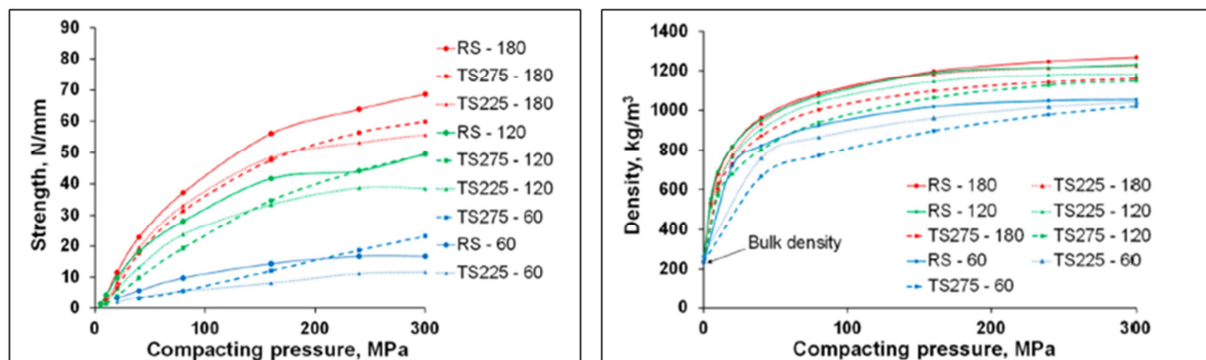 90
80
70
60
50
40
30
20
10
0
0
100
200
300
Strength, N/mm
Compacting pressure, MPa
RS - 180
TS275 - 180
TS225 - 180
RS - 120
TS275 - 120
TS225 - 120
TS275 - 60
RS - 60
TS225 - 60
1400
1200
1000
800
600
400
200
0
0
100
200
300
Density, kg/m³
Compacting pressure, MPa
Bulk density
RS - 180
TS225 - 180
RS - 120
TS225 - 120
TS275 - 180
TS275 - 120
RS - 60
TS225 - 60
TS275 - 60